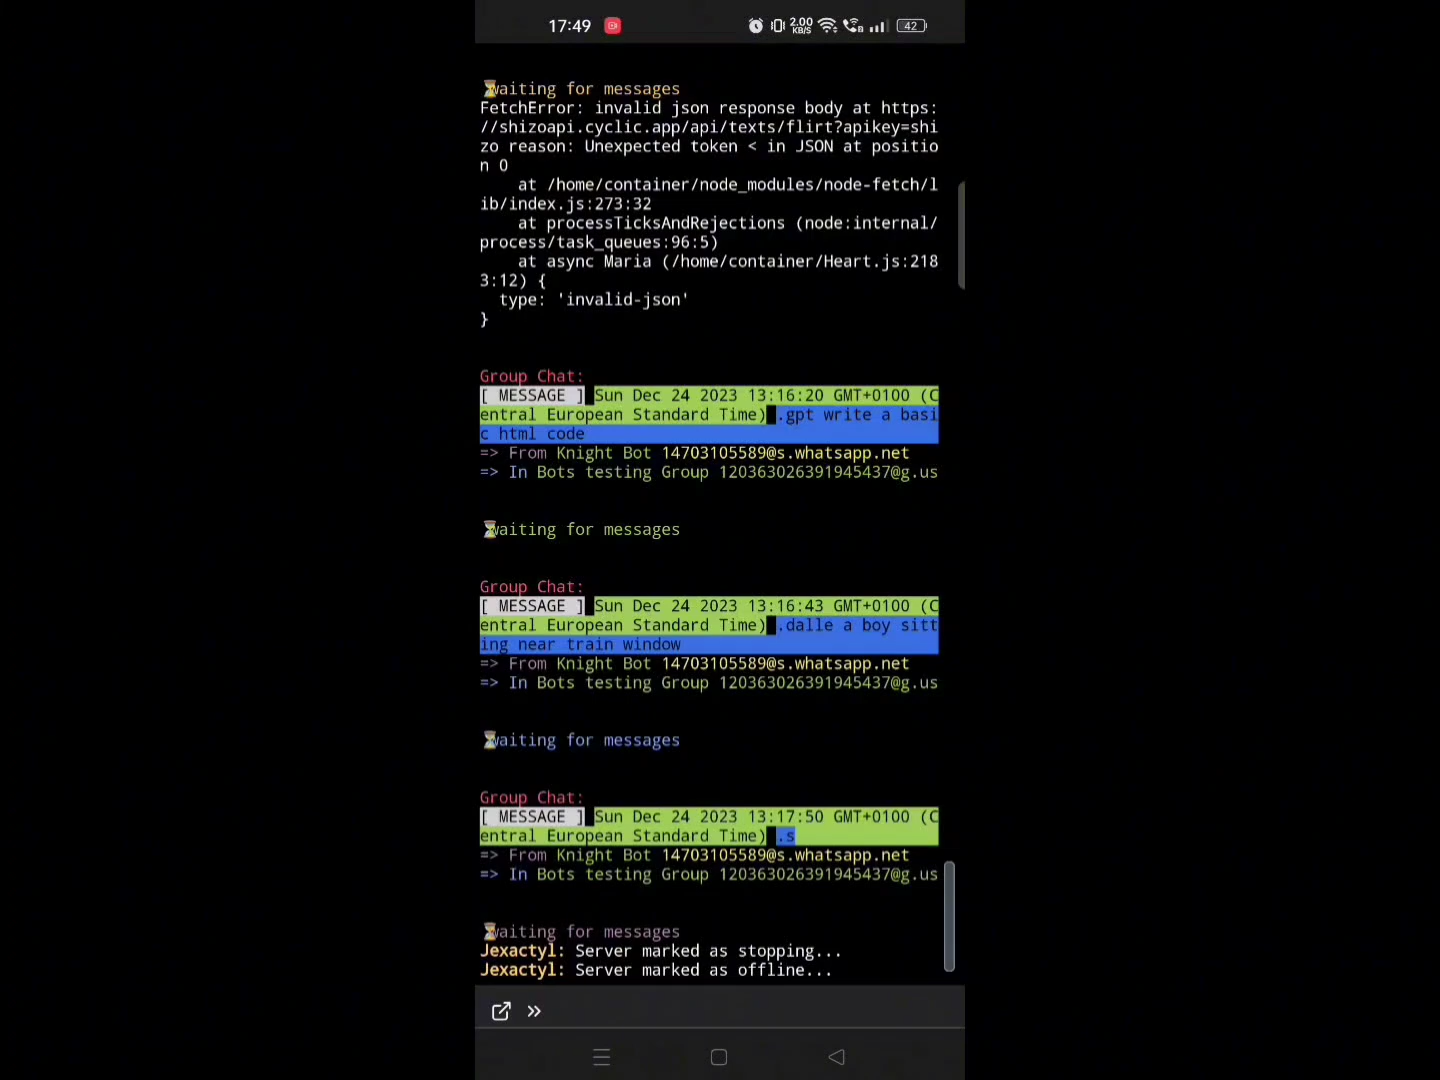 17:49 2.00 KB/S 42
⏳waiting for messages
FetchError: invalid json response body at https:
//shizoapi.cyclic.app/api/texts/flirt?apikey=shi
zo reason: Unexpected token < in JSON at positio
n 0
    at /home/container/node_modules/node-fetch/l
ib/index.js:273:32
    at processTicksAndRejections (node:internal/
process/task_queues:96:5)
    at async Maria (/home/container/Heart.js:218
3:12) {
  type: 'invalid-json'
}
Group Chat:
[ MESSAGE ] Sun Dec 24 2023 13:16:20 GMT+0100 (C
entral European Standard Time) .gpt write a basi
c html code
=> From Knight Bot 14703105589@s.whatsapp.net
=> In Bots testing Group 120363026391945437@g.us
⏳waiting for messages
Group Chat:
[ MESSAGE ] Sun Dec 24 2023 13:16:43 GMT+0100 (C
entral European Standard Time) .dalle a boy sitt
ing near train window
=> From Knight Bot 14703105589@s.whatsapp.net
=> In Bots testing Group 120363026391945437@g.us
⏳waiting for messages
Group Chat:
[ MESSAGE ] Sun Dec 24 2023 13:17:50 GMT+0100 (C
entral European Standard Time) .s
=> From Knight Bot 14703105589@s.whatsapp.net
=> In Bots testing Group 120363026391945437@g.us
⏳waiting for messages
Jexactyl: Server marked as stopping...
Jexactyl: Server marked as offline...